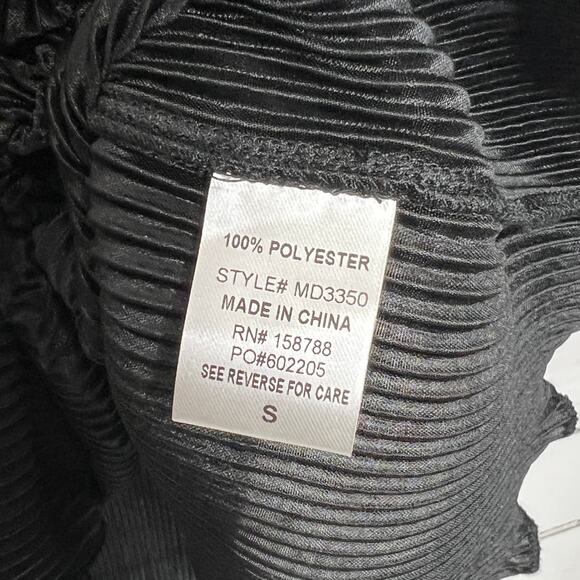 100% POLYESTER
STYLE# MD3350
MADE IN CHINA
RN# 158788
PO#602205
SEE REVERSE FOR CARE
S